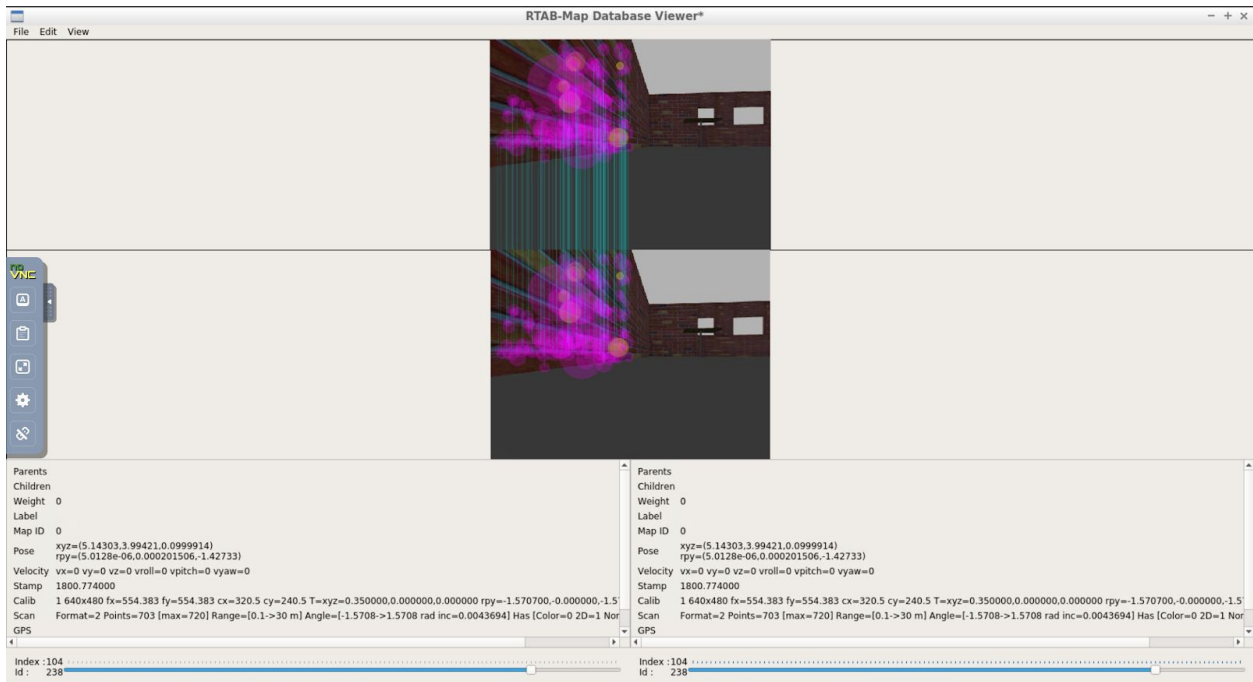 RTAB-Map Database Viewer*
File Edit View
no
VNC
A
Parents
Children
Weight 0
Label
Map ID 0
Pose xyz=(5.14303,3.99421,0.0999914)
rpy=(5.0128e-06,0.000201506,-1.42733)
Velocity vx=0 vy=0 vz=0 vroll=0 vpitch=0 vyaw=0
Stamp 1800.774000
Calib 1 640x480 fx=554.383 fy=554.383 cx=320.5 cy=240.5 T=xyz=0.350000,0.000000,0.000000 rpy=-1.570700,-0.000000,-1.5
Scan Format=2 Points=703 [max=720] Range=[0.1->30 m] Angle=[-1.5708->1.5708 rad inc=0.0043694] Has [Color=0 2D=1 Nor
GPS
Index : 104
Id : 238
Parents
Children
Weight 0
Label
Map ID 0
Pose xyz=(5.14303,3.99421,0.0999914)
rpy=(5.0128e-06,0.000201506,-1.42733)
Velocity vx=0 vy=0 vz=0 vroll=0 vpitch=0 vyaw=0
Stamp 1800.774000
Calib 1 640x480 fx=554.383 fy=554.383 cx=320.5 cy=240.5 T=xyz=0.350000,0.000000,0.000000 rpy=-1.570700,-0.000000,-1.5
Scan Format=2 Points=703 [max=720] Range=[0.1->30 m] Angle=[-1.5708->1.5708 rad inc=0.0043694] Has [Color=0 2D=1 Nor
GPS
Index : 104
Id : 238